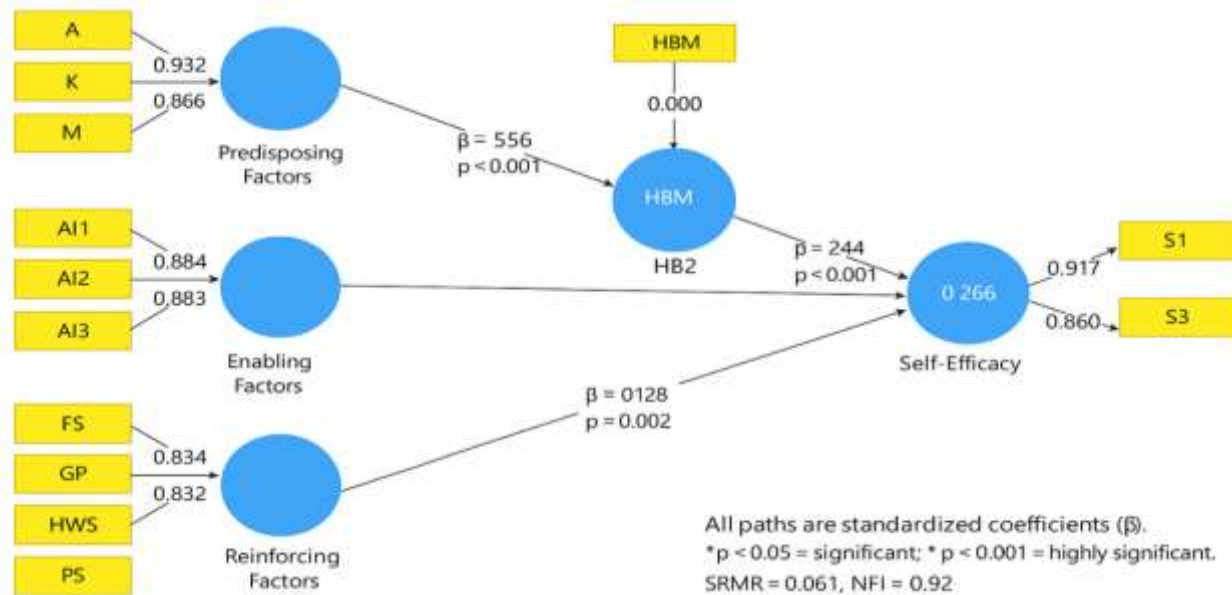 A
0.932
K
0.866
M
Predisposing
Factors
HBM
0.000
β = 556
p < 0.001
HBM
HB2
AI1
0.884
AI2
0.883
AI3
Enabling
Factors
β = 244
p < 0.001
0 266
Self-Efficacy
0.917
S1
0.860
S3
FS
0.834
GP
0.832
HWS
PS
Reinforcing
Factors
β = 0128
p = 0.002
All paths are standardized coefficients (β).
*p < 0.05 = significant; * p < 0.001 = highly significant.
SRMR = 0.061, NFI = 0.92